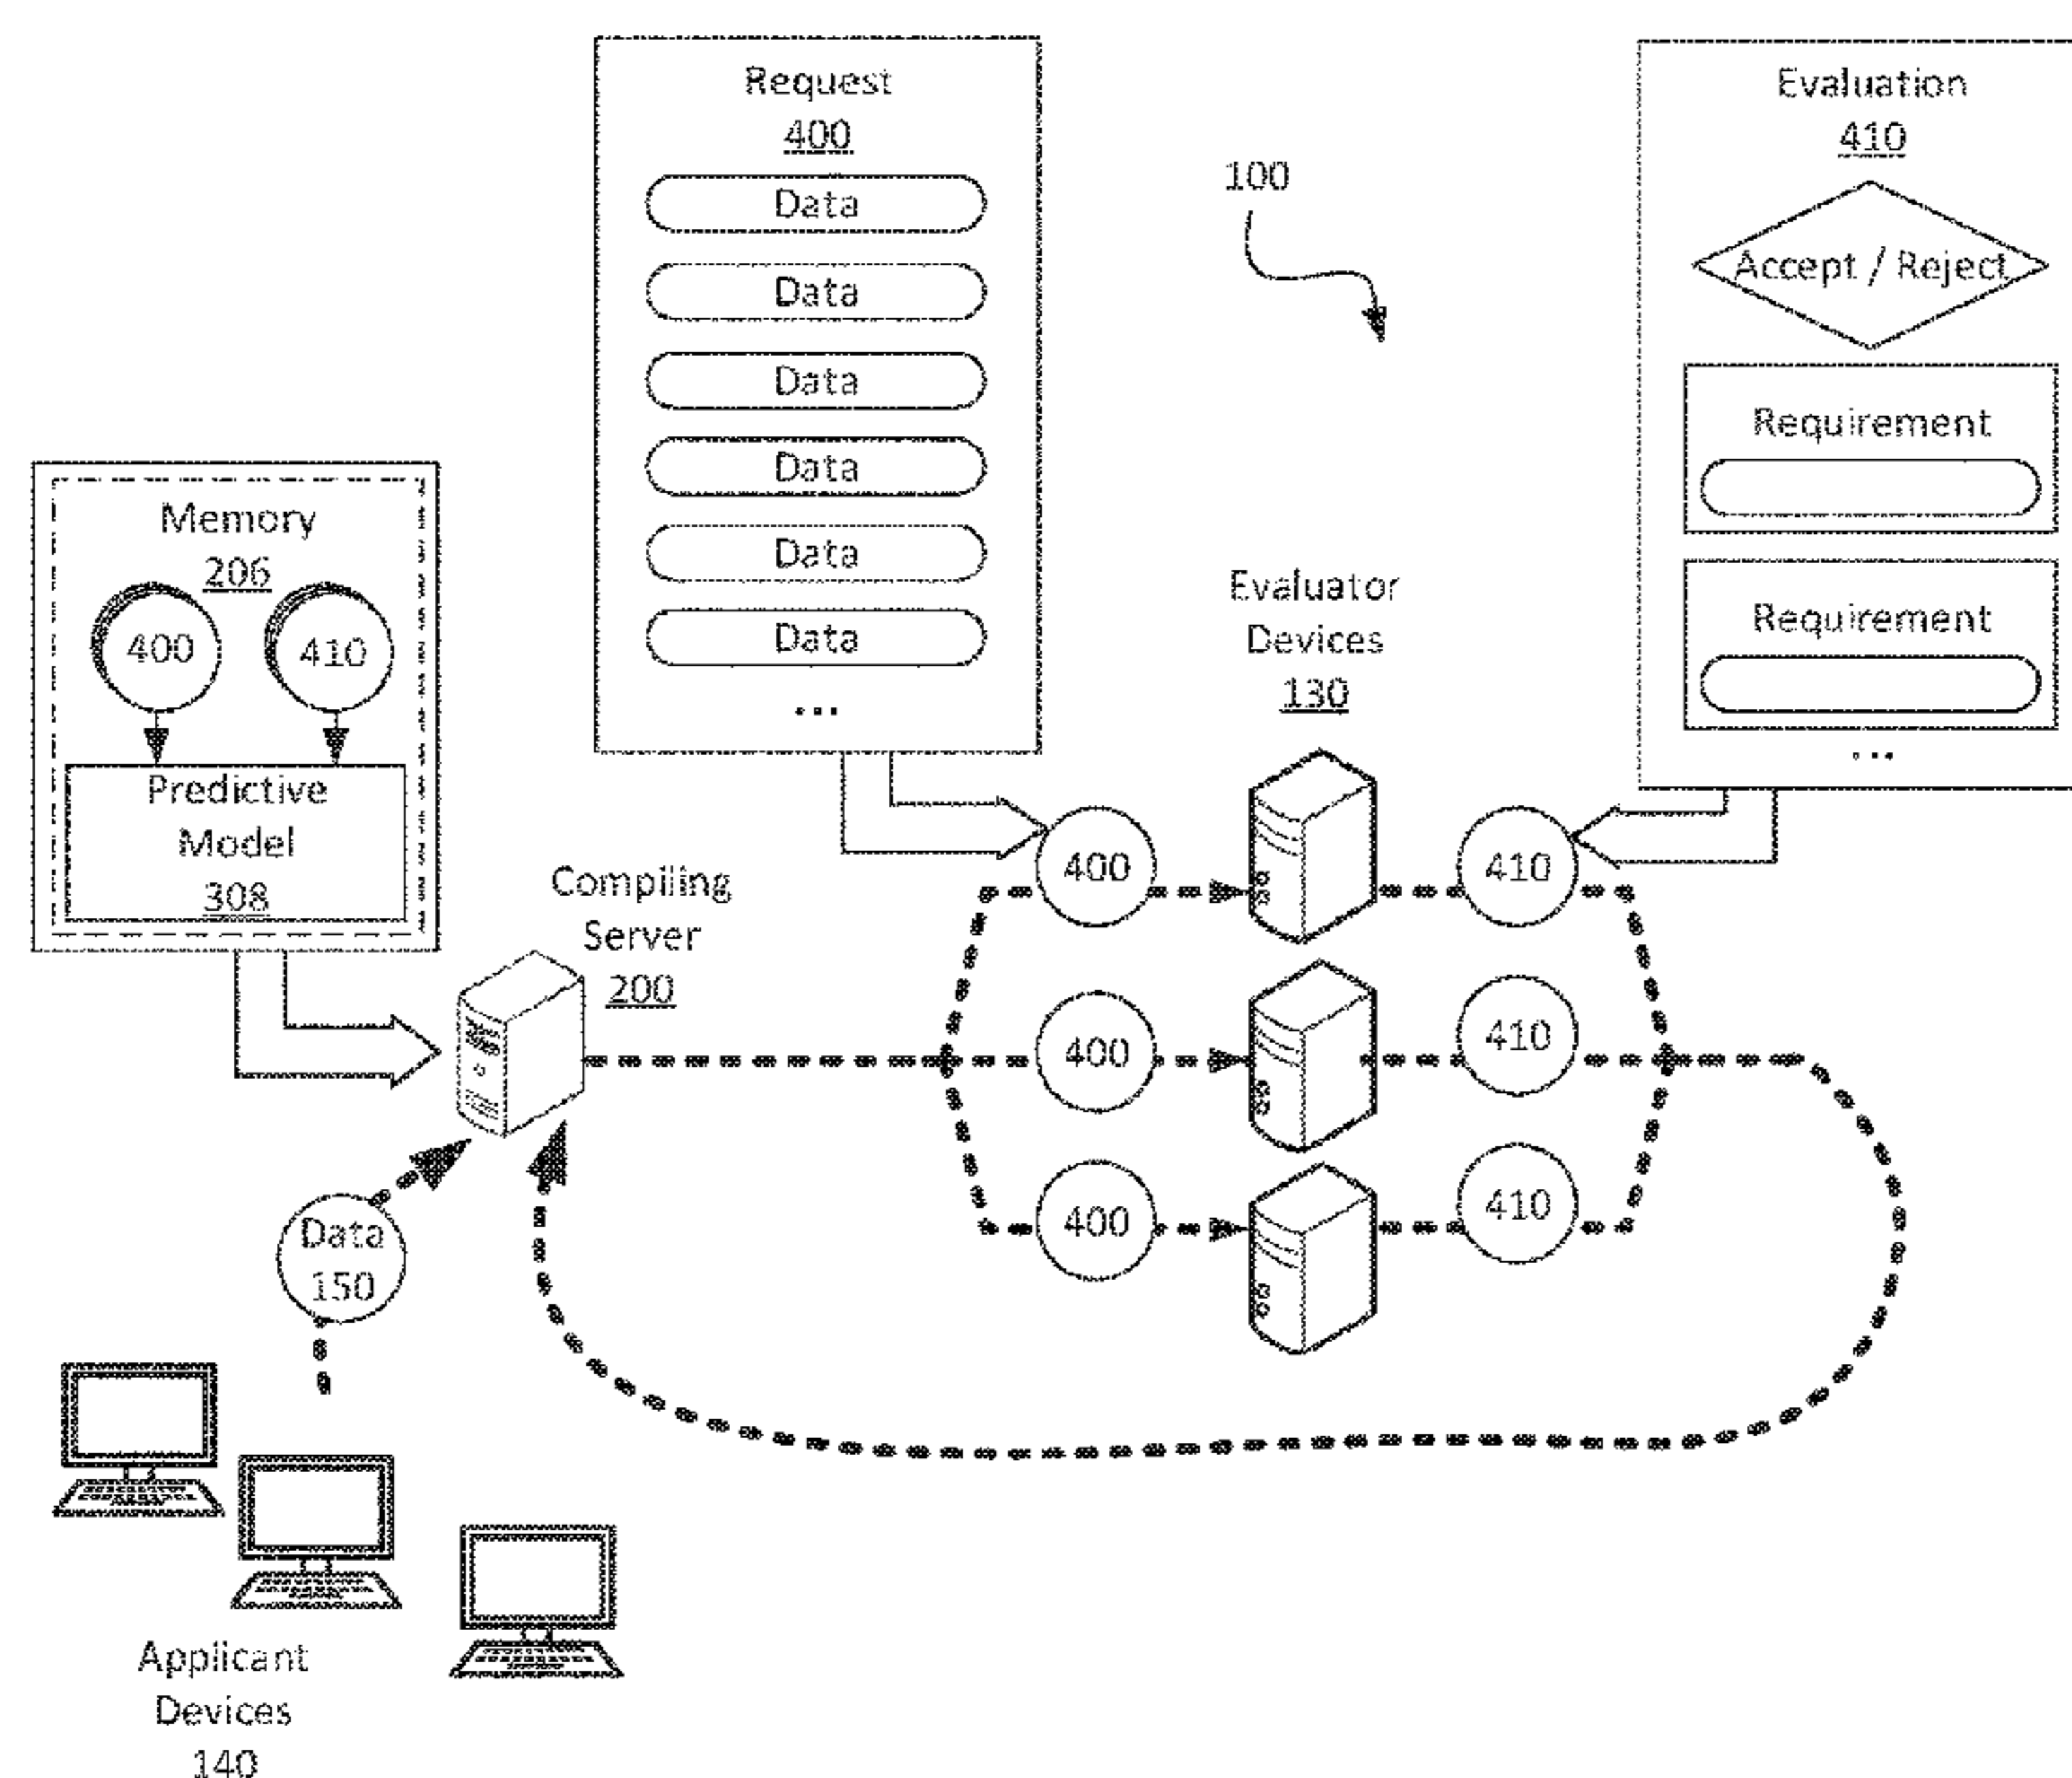 Request
400
Data
Data
Data
Data
Data
Data
...
100
Evaluation
410
Accept / Reject
Requirement
Requirement
...
Memory
206
400
410
Predictive
Model
308
Evaluator
Devices
130
Compiling
Server
200
400
410
400
410
400
410
Data
150
Applicant
Devices
140